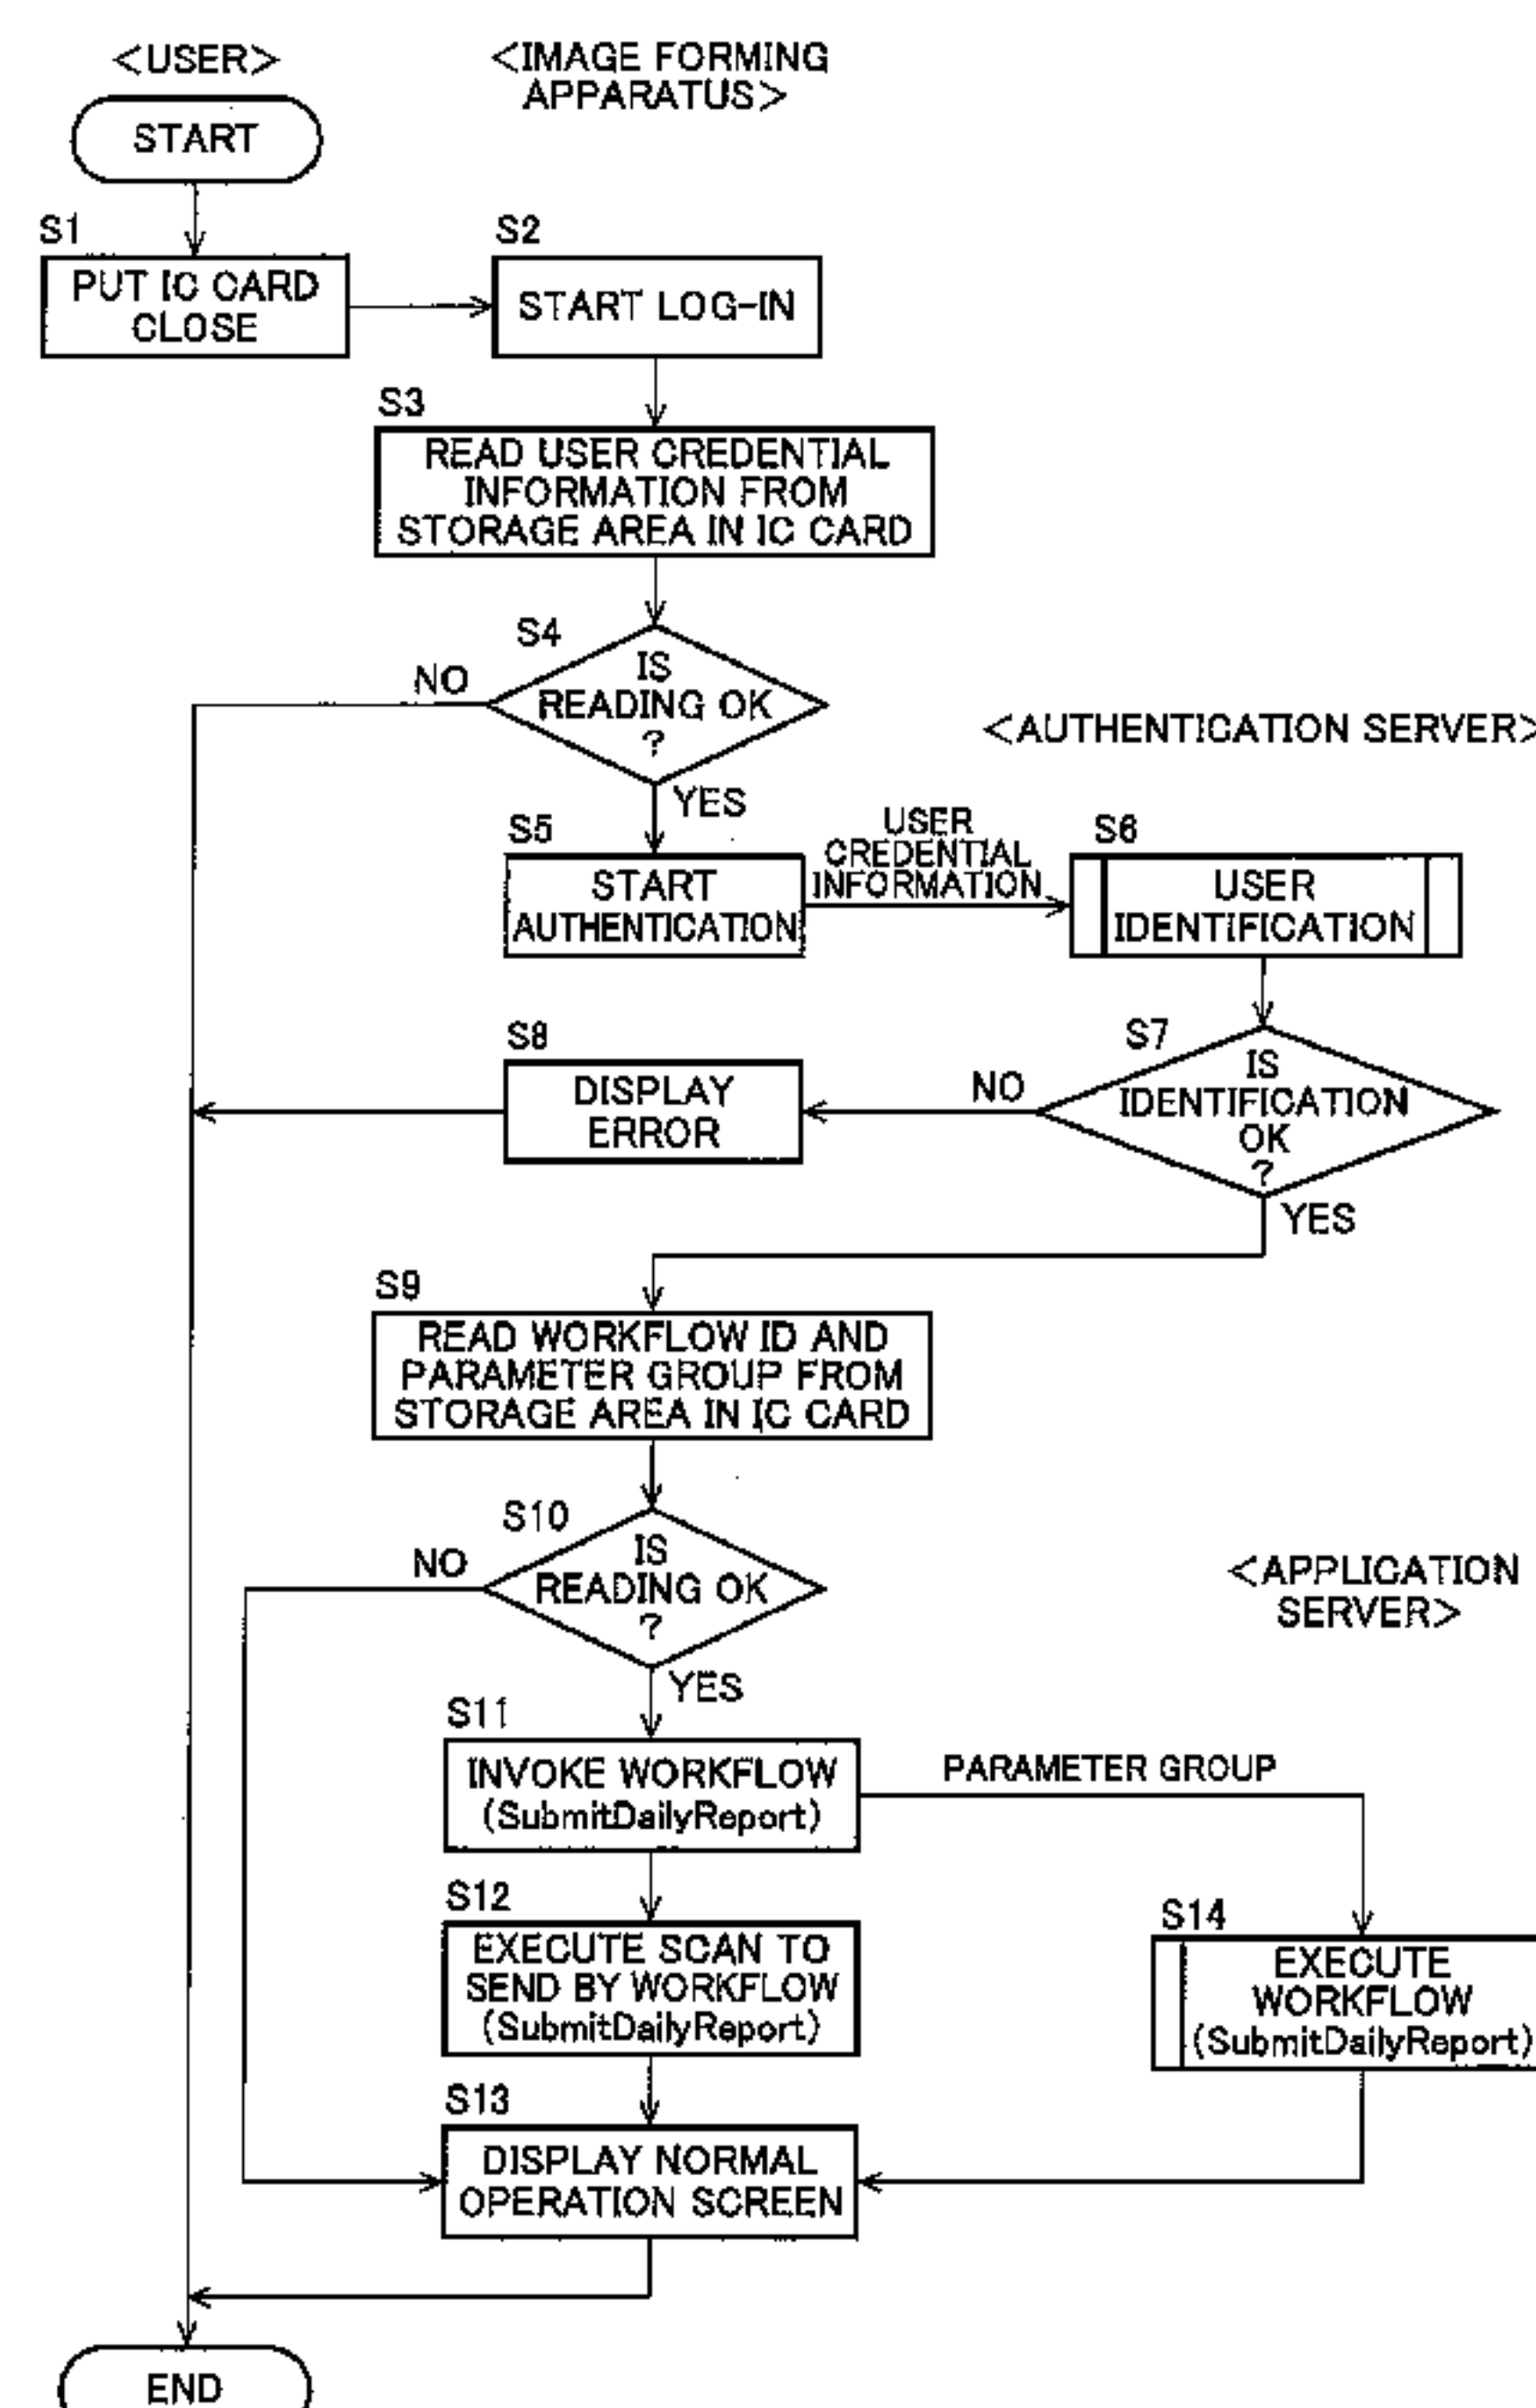 <USER>
<IMAGE FORMING
APPARATUS>
START
S1
PUT IC CARD
CLOSE
S2
START LOG-IN
S3
READ USER CREDENTIAL
INFORMATION FROM
STORAGE AREA IN IC CARD
S4
IS
READING OK
?
NO
YES
<AUTHENTICATION SERVER>
S5
START
AUTHENTICATION
USER
CREDENTIAL
INFORMATION
S6
USER
IDENTIFICATION
S7
IS
IDENTIFICATION
OK
?
NO
YES
S8
DISPLAY
ERROR
S9
READ WORKFLOW ID AND
PARAMETER GROUP FROM
STORAGE AREA IN IC CARD
S10
IS
READING OK
?
NO
YES
<APPLICATION
SERVER>
S11
INVOKE WORKFLOW
(SubmitDailyReport)
PARAMETER GROUP
S12
EXECUTE SCAN TO
SEND BY WORKFLOW
(SubmitDailyReport)
S14
EXECUTE
WORKFLOW
(SubmitDailyReport)
S13
DISPLAY NORMAL
OPERATION SCREEN
END